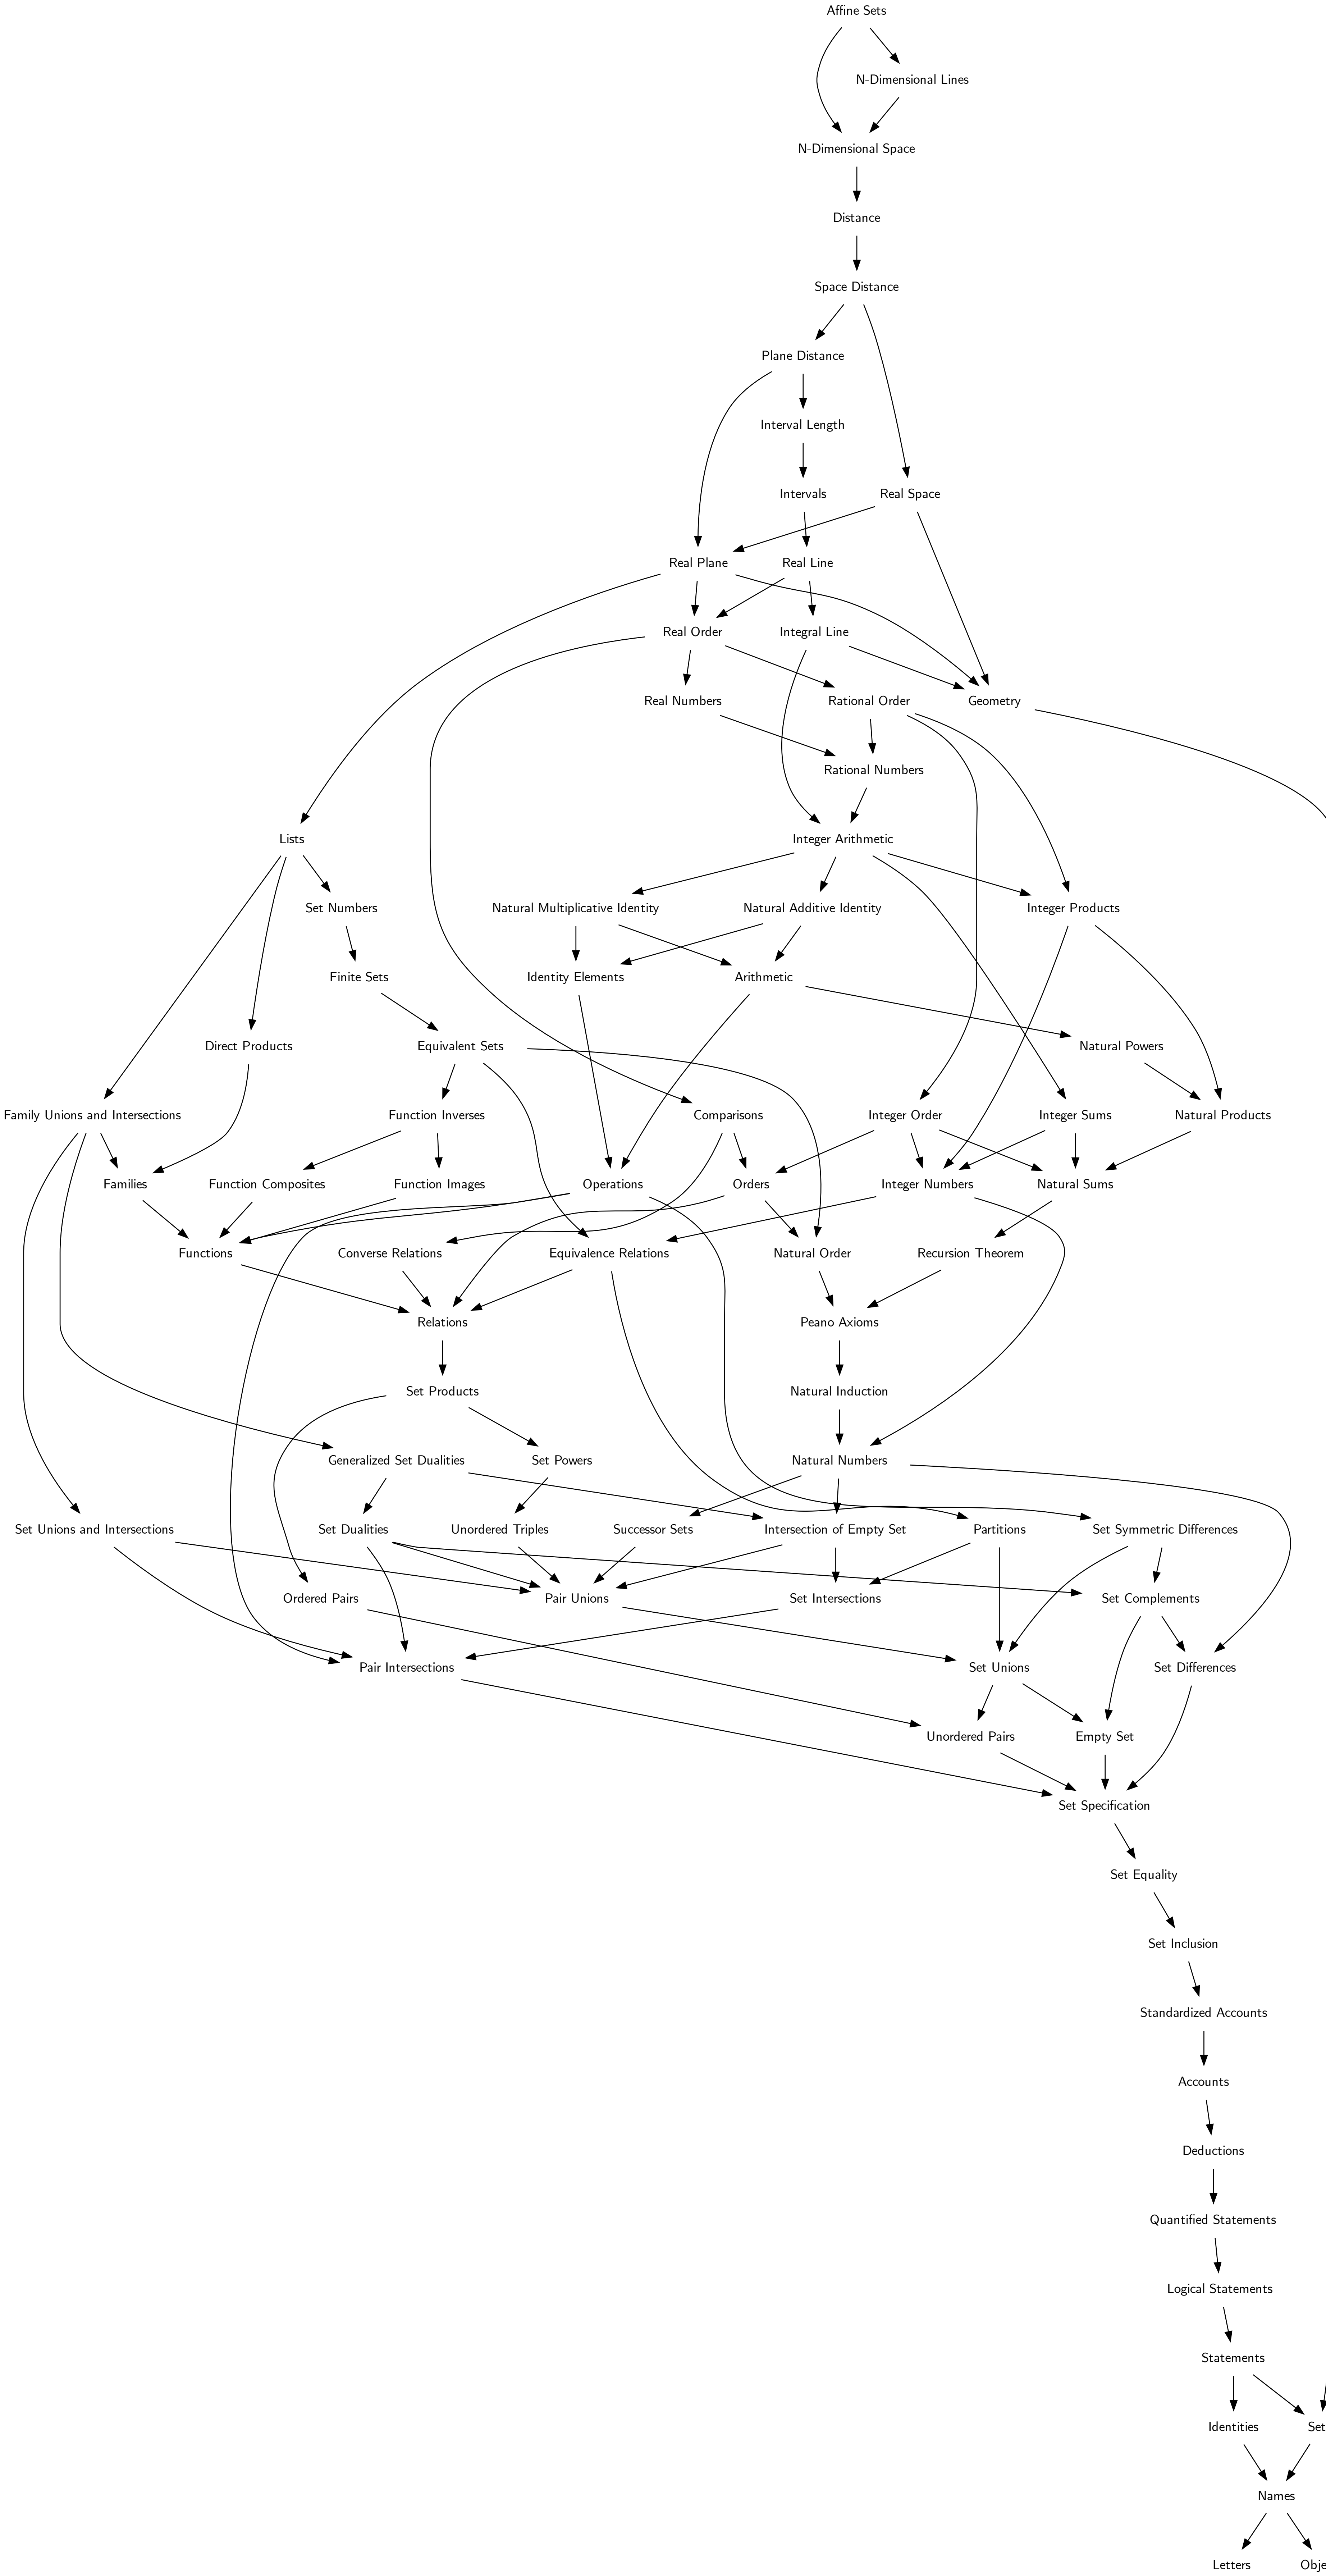 Affine Sets
N-Dimensional Lines
N-Dimensional Space
Distance
Space Distance
Plane Distance
Interval Length
Intervals
Real Space
Real Plane
Real Line
Real Order
Integral Line
Real Numbers
Rational Order
Geometry
Rational Numbers
Lists
Integer Arithmetic
Set Numbers
Natural Multiplicative Identity
Natural Additive Identity
Integer Products
Finite Sets
Identity Elements
Arithmetic
Direct Products
Equivalent Sets
Natural Powers
Family Unions and Intersections
Function Inverses
Comparisons
Integer Order
Integer Sums
Natural Products
Families
Function Composites
Function Images
Operations
Orders
Integer Numbers
Natural Sums
Functions
Converse Relations
Equivalence Relations
Natural Order
Recursion Theorem
Relations
Peano Axioms
Set Products
Natural Induction
Generalized Set Dualities
Set Powers
Natural Numbers
Set Unions and Intersections
Set Dualities
Unordered Triples
Successor Sets
Intersection of Empty Set
Partitions
Set Symmetric Differences
Ordered Pairs
Pair Unions
Set Intersections
Set Complements
Pair Intersections
Set Unions
Set Differences
Unordered Pairs
Empty Set
Set Specification
Set Equality
Set Inclusion
Standardized Accounts
Accounts
Deductions
Quantified Statements
Logical Statements
Statements
Identities
Set
Names
Letters
Obje